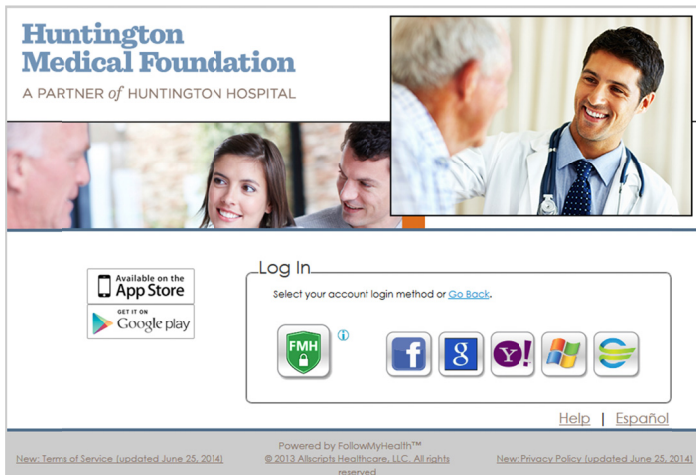 Huntington
Medical Foundation
A PARTNER of HUNTINGTON HOSPITAL
Available on the
App Store
GET IT ON
Google play
Log In
Select your account login method or Go Back.
FMH
i
f
g
Y!
Help | Español
Powered by FollowMyHealth™
New: Terms of Service (updated June 25, 2014)
© 2013 Allscripts Healthcare, LLC. All rights
reserved
New: Privacy Policy (updated June 25, 2014)